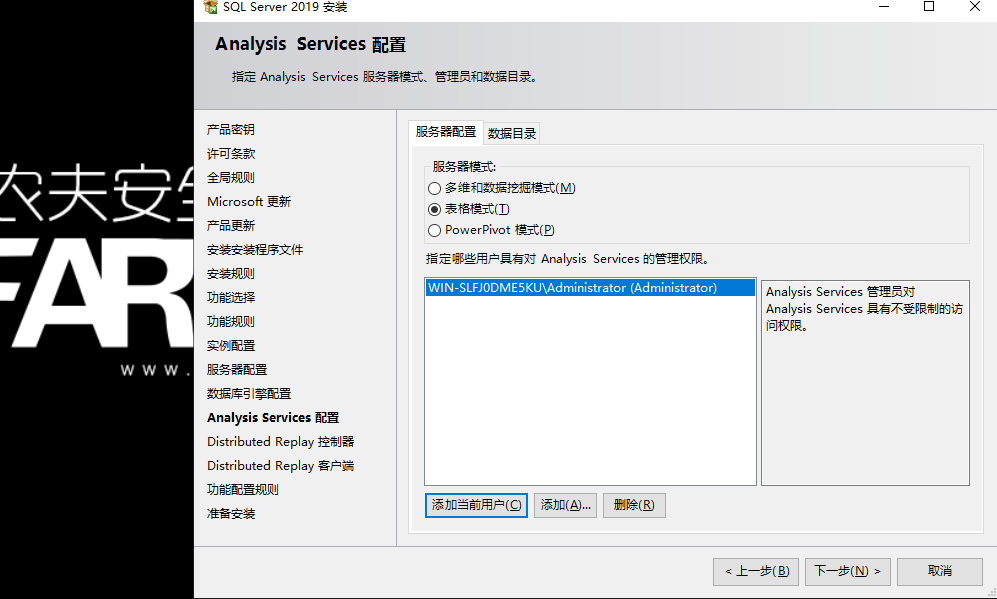 SQL Server 2019 安装
Analysis Services 配置
指定 Analysis Services 服务器模式、管理员和数据目录。
农夫安全
FAR
www.
产品密钥
许可条款
全局规则
Microsoft 更新
产品更新
安装安装程序文件
安装规则
功能选择
功能规则
实例配置
服务器配置
数据库引擎配置
Analysis Services 配置
Distributed Replay 控制器
Distributed Replay 客户端
功能配置规则
准备安装
服务器配置 数据目录
服务器模式:
多维和数据挖掘模式(M)
表格模式(T)
PowerPivot 模式(P)
指定哪些用户具有对 Analysis Services 的管理权限。
WIN-SLFJ0DME5KU\Administrator (Administrator)
Analysis Services 管理员对
Analysis Services 具有不受限制的访
问权限。
添加当前用户(C) 添加(A)... 删除(R)
< 上一步(B) 下一步(N) > 取消